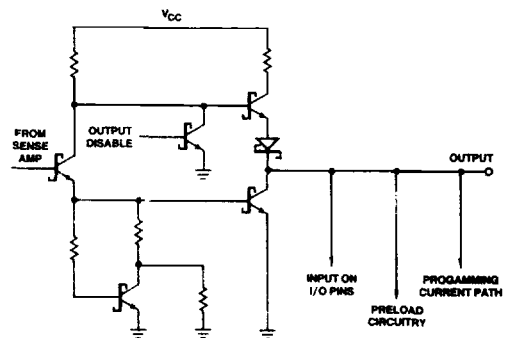 VCC
FROM
SENSE
AMP
OUTPUT
DISABLE
OUTPUT
INPUT ON
I/O PINS
PRELOAD
CIRCUITRY
PROGAMMING
CURRENT PATH